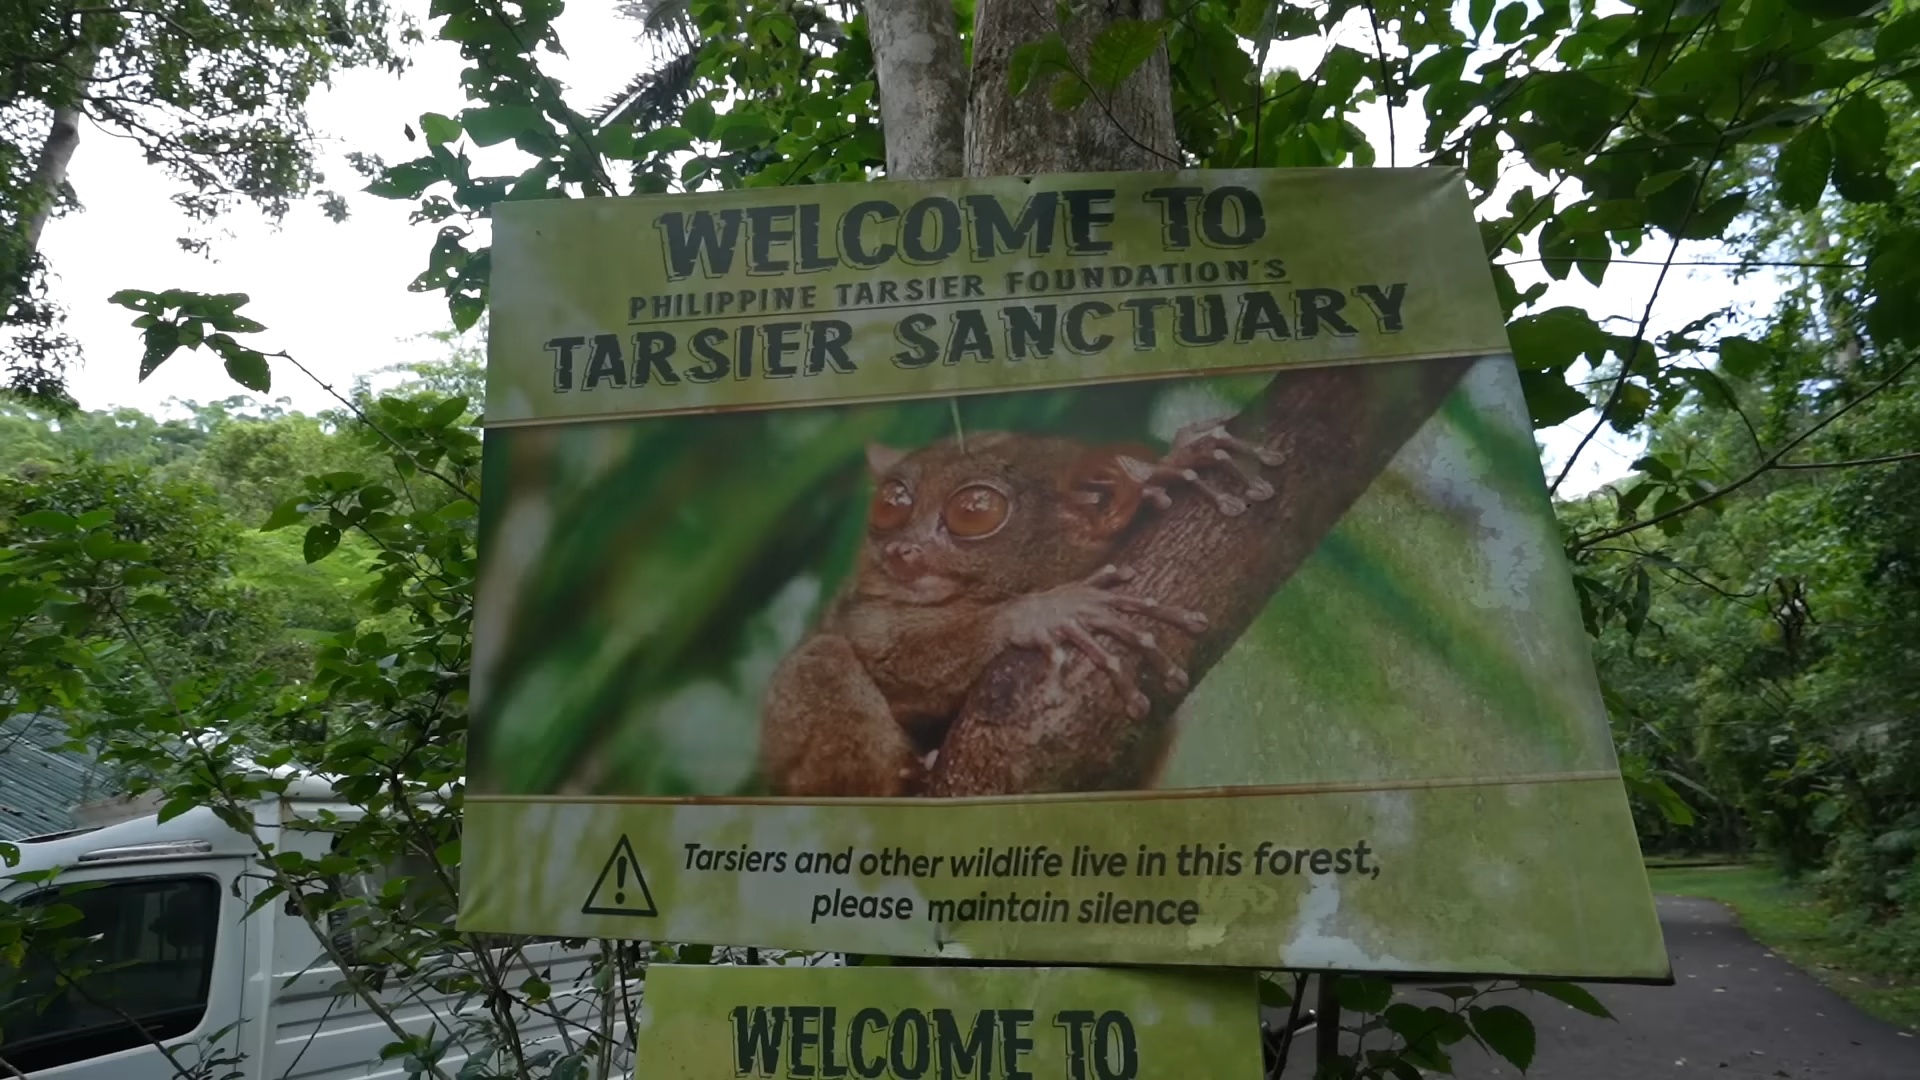 WELCOME TO
PHILIPPINE TARSIER FOUNDATION'S
TARSIER SANCTUARY
Tarsiers and other wildlife live in this forest,
please maintain silence
WELCOME TO